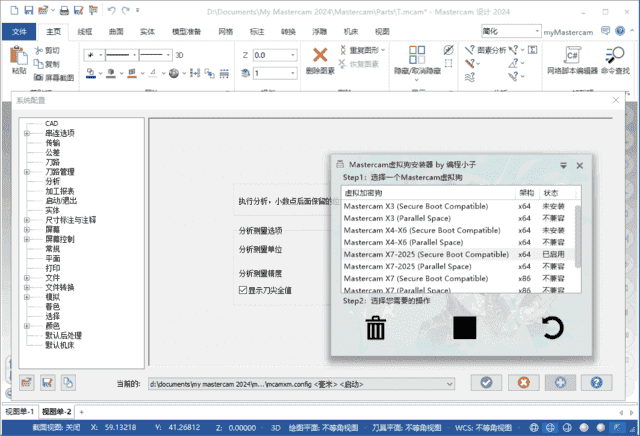 D:\Documents\My Mastercam 2024\Mastercam\Parts\T.mcam* - Mastercam 设计 2024
文件 主页 线框 曲面 实体 模型准备 网格 标注 转换 浮雕 机床 视图 简化 myMastercam
粘贴 剪切 复制 屏幕截图
3D Z 0.0 1
删除图素 重复图形 恢复图素
隐藏/取消隐藏
图素分析
网络脚本编辑器 命令查找
系统配置
CAD
串连选项
传输
公差
刀路
刀路管理
分析
加工报表
启动/退出
实体
尺寸标注与注释
屏幕
屏幕控制
常规
平面
打印
文件
文件转换
模拟
着色
选择
颜色
默认后处理
默认机床
执行分析，小数点后面保留的
分析测量选项
分析测量单位
分析测量精度
显示刀尖全值
Mastercam虚拟狗安装器 by 编程小子
Step1：选择一个Mastercam虚拟狗
虚拟加密狗 架构 状态
Mastercam X3 (Secure Boot Compatible) x64 未安装
Mastercam X3 (Parallel Space) x64 不兼容
Mastercam X4-X6 (Secure Boot Compatible) x64 未安装
Mastercam X4-X6 (Parallel Space) x64 不兼容
Mastercam X7-2025 (Secure Boot Compatible) x64 已启用
Mastercam X7-2025 (Parallel Space) x64 不兼容
Mastercam X7 (Secure Boot Compatible) x86 不兼容
Mastercam X7 (Parallel Space) x86 不兼容
Step2：选择您需要的操作
当前的: d:\documents\my mastercam 2024\m...\mcamxm.config <毫米> <启动>
视图单-1 视图单-2
截面视图: 关闭 X: 59.13218 Y: 41.26812 Z: 0.00000 3D 绘图平面: 不等角视图 刀具平面: 不等角视图 WCS: 不等角视图